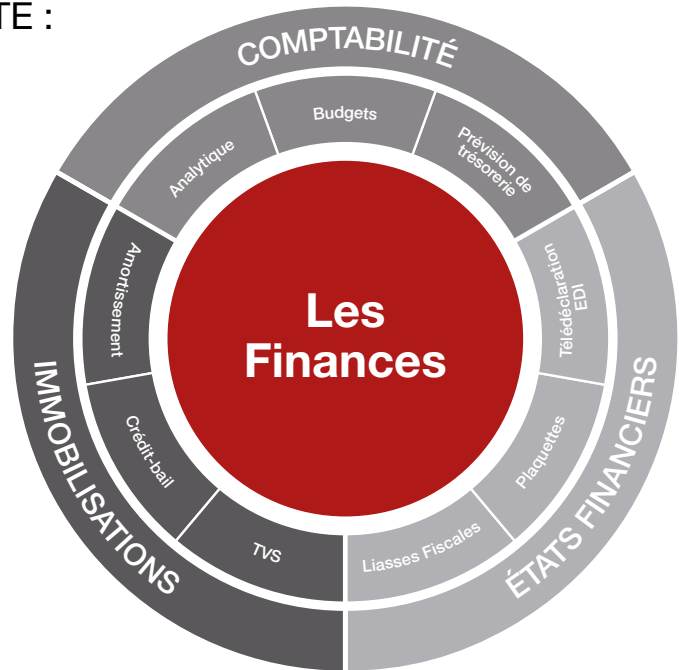 TE :
COMPTABILITÉ
Analytique
Budgets
Prévision de
trésorerie
Amortissement
Télédéclaration
EDI
Les
Finances
IMMOBILISATIONS
ÉTATS FINANCIERS
Crédit-bail
Plaquettes
TVS
Liasses Fiscales